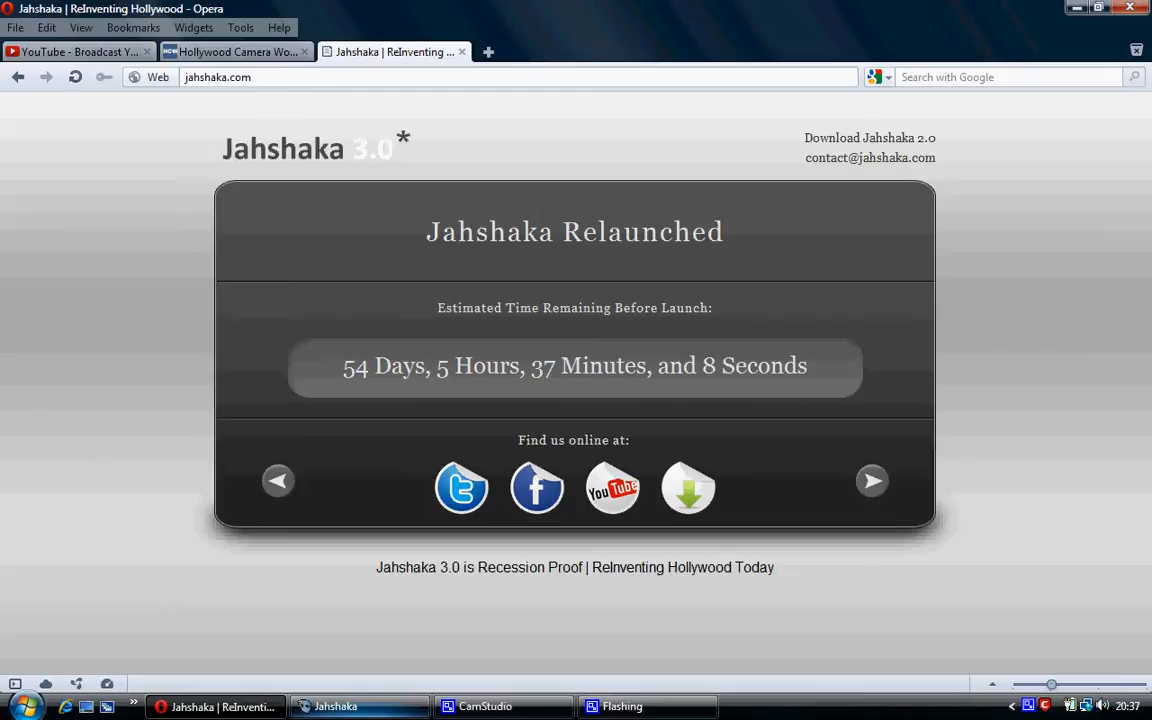 Jahshaka | ReInventing Hollywood - Opera
File Edit View Bookmarks Widgets Tools Help
YouTube - Broadcast Y... Hollywood Camera Wo... Jahshaka | ReInventing ...
Web jahshaka.com Search with Google
Jahshaka 3.0*
Download Jahshaka 2.0
contact@jahshaka.com
Jahshaka Relaunched
Estimated Time Remaining Before Launch:
54 Days, 5 Hours, 37 Minutes, and 8 Seconds
Find us online at:
You Tube
Jahshaka 3.0 is Recession Proof | ReInventing Hollywood Today
Jahshaka | ReInventi... Jahshaka CamStudio Flashing 20:37